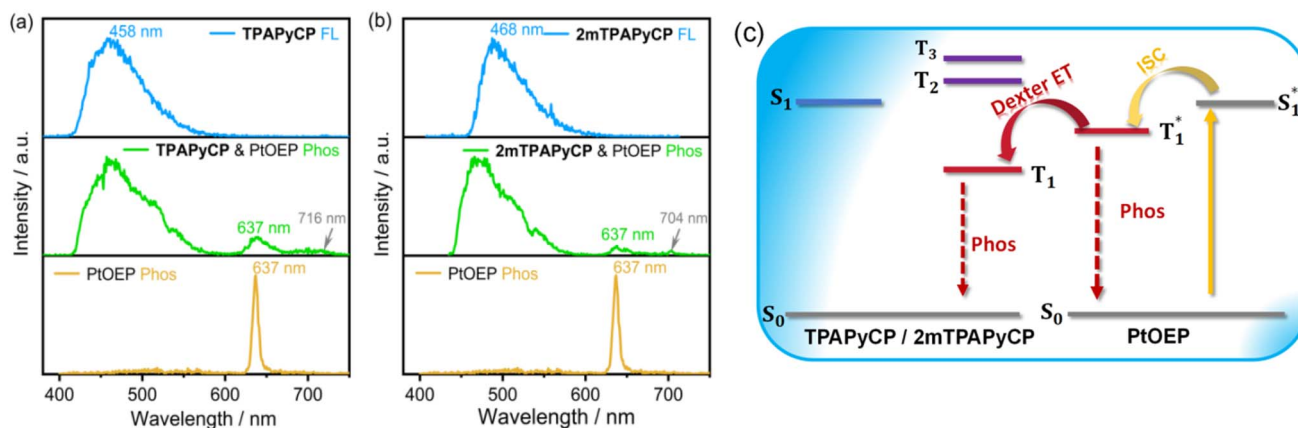 (a)
458 nm
TPAPyCP FL
TPAPyCP & PtOEP Phos
637 nm
716 nm
PtOEP Phos
637 nm
Intensity / a.u.
400 500 600 700
Wavelength / nm
(b)
468 nm
2mTPAPyCP FL
2mTPAPyCP & PtOEP Phos
637 nm
704 nm
PtOEP Phos
637 nm
Intensity / a.u.
400 500 600 700
Wavelength / nm
(c)
T3
T2
S1
Dexter ET
ISC
S1*
T1*
T1
Phos
Phos
S0
S0
TPAPyCP / 2mTPAPyCP
PtOEP